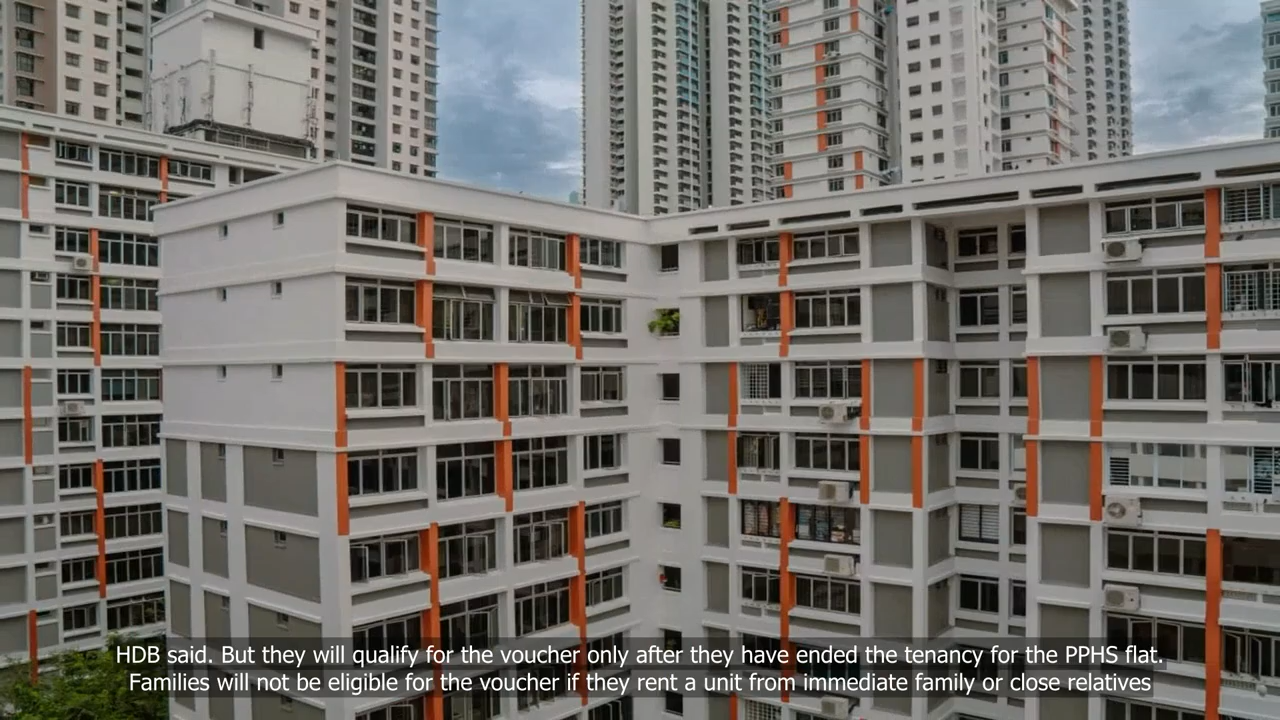 HDB said. But they will qualify for the voucher only after they have ended the tenancy for the PPHS flat.
Families will not be eligible for the voucher if they rent a unit from immediate family or close relatives